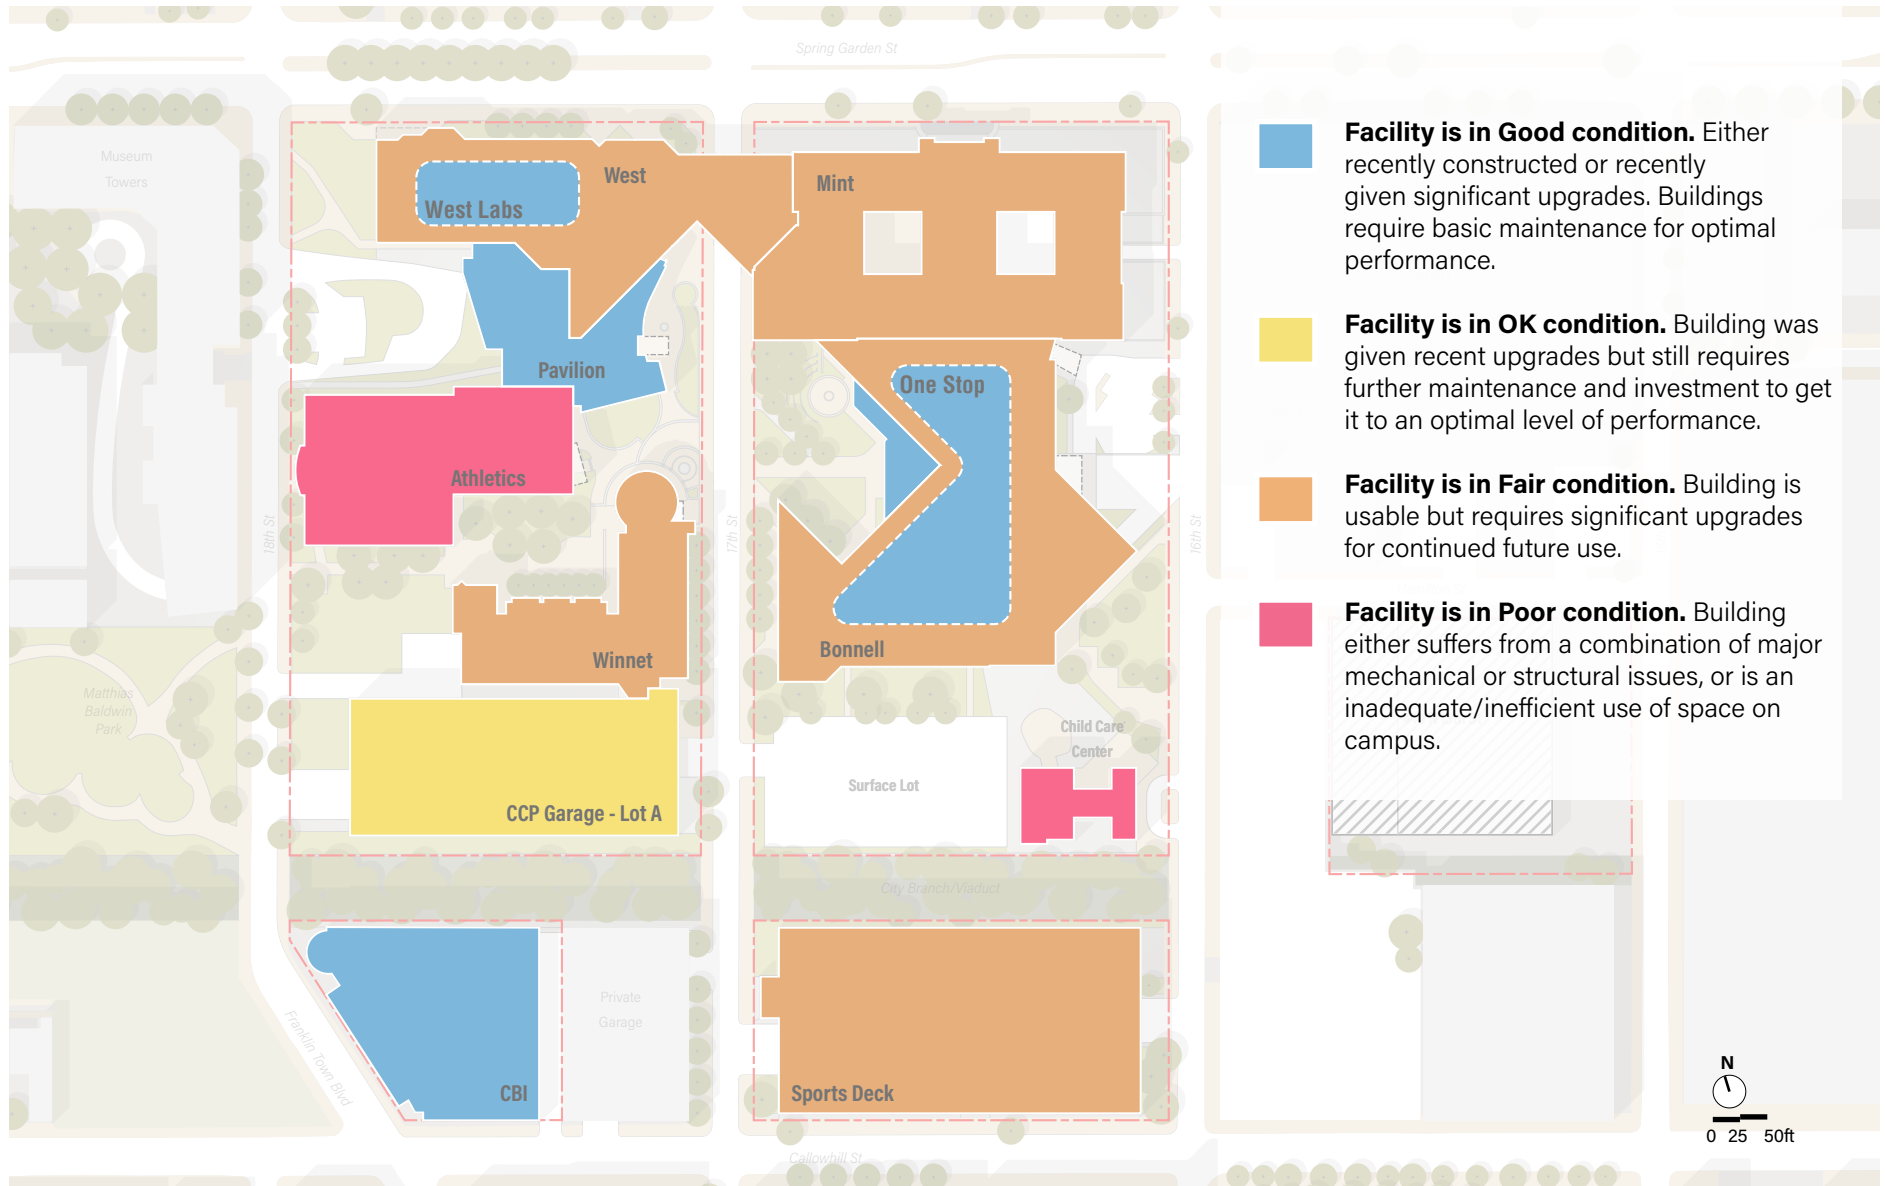 Spring Garden St
Museum
Towers
West
West Labs
Mint
Pavilion
One Stop
Athletics
18th St
17th St
16th St
Winnet
Bonnell
Matthias
Baldwin
Park
CCP Garage - Lot A
Surface Lot
Child Care
Center
City Branch/Viaduct
Private
Garage
Franklin Town Blvd
CBI
Sports Deck
Callowhill St
Facility is in Good condition. Either
recently constructed or recently
given significant upgrades. Buildings
require basic maintenance for optimal
performance.
Facility is in OK condition. Building was
given recent upgrades but still requires
further maintenance and investment to get
it to an optimal level of performance.
Facility is in Fair condition. Building is
usable but requires significant upgrades
for continued future use.
Facility is in Poor condition. Building
either suffers from a combination of major
mechanical or structural issues, or is an
inadequate/inefficient use of space on
campus.
N
0 25 50ft